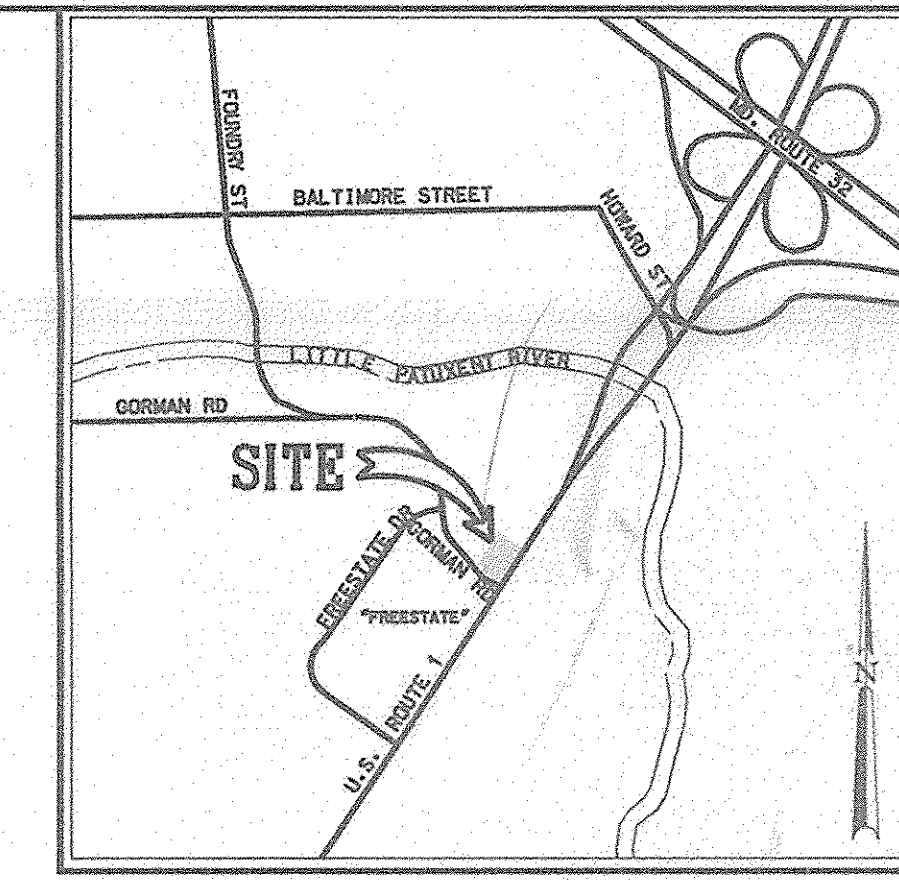 FOUNDRY ST
MD. ROUTE 32
BALTIMORE STREET
HOWARD ST
LITTLE PATUXENT RIVER
GORMAN RD
SITE
FREESTATE DR
GORMAN RD
"FREESTATE"
U.S. ROUTE 1
N